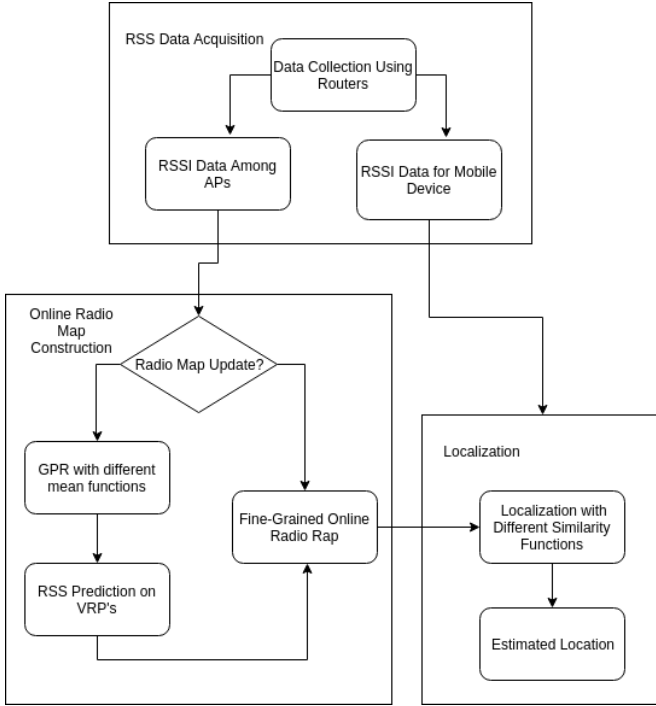 RSS Data Acquisition
Data Collection Using
Routers
RSSI Data Among
APs
RSSI Data for Mobile
Device
Online Radio
Map
Construction
Radio Map Update?
GPR with different
mean functions
RSS Prediction on
VRP's
Fine-Grained Online
Radio Rap
Localization
Localization with
Different Similarity
Functions
Estimated Location